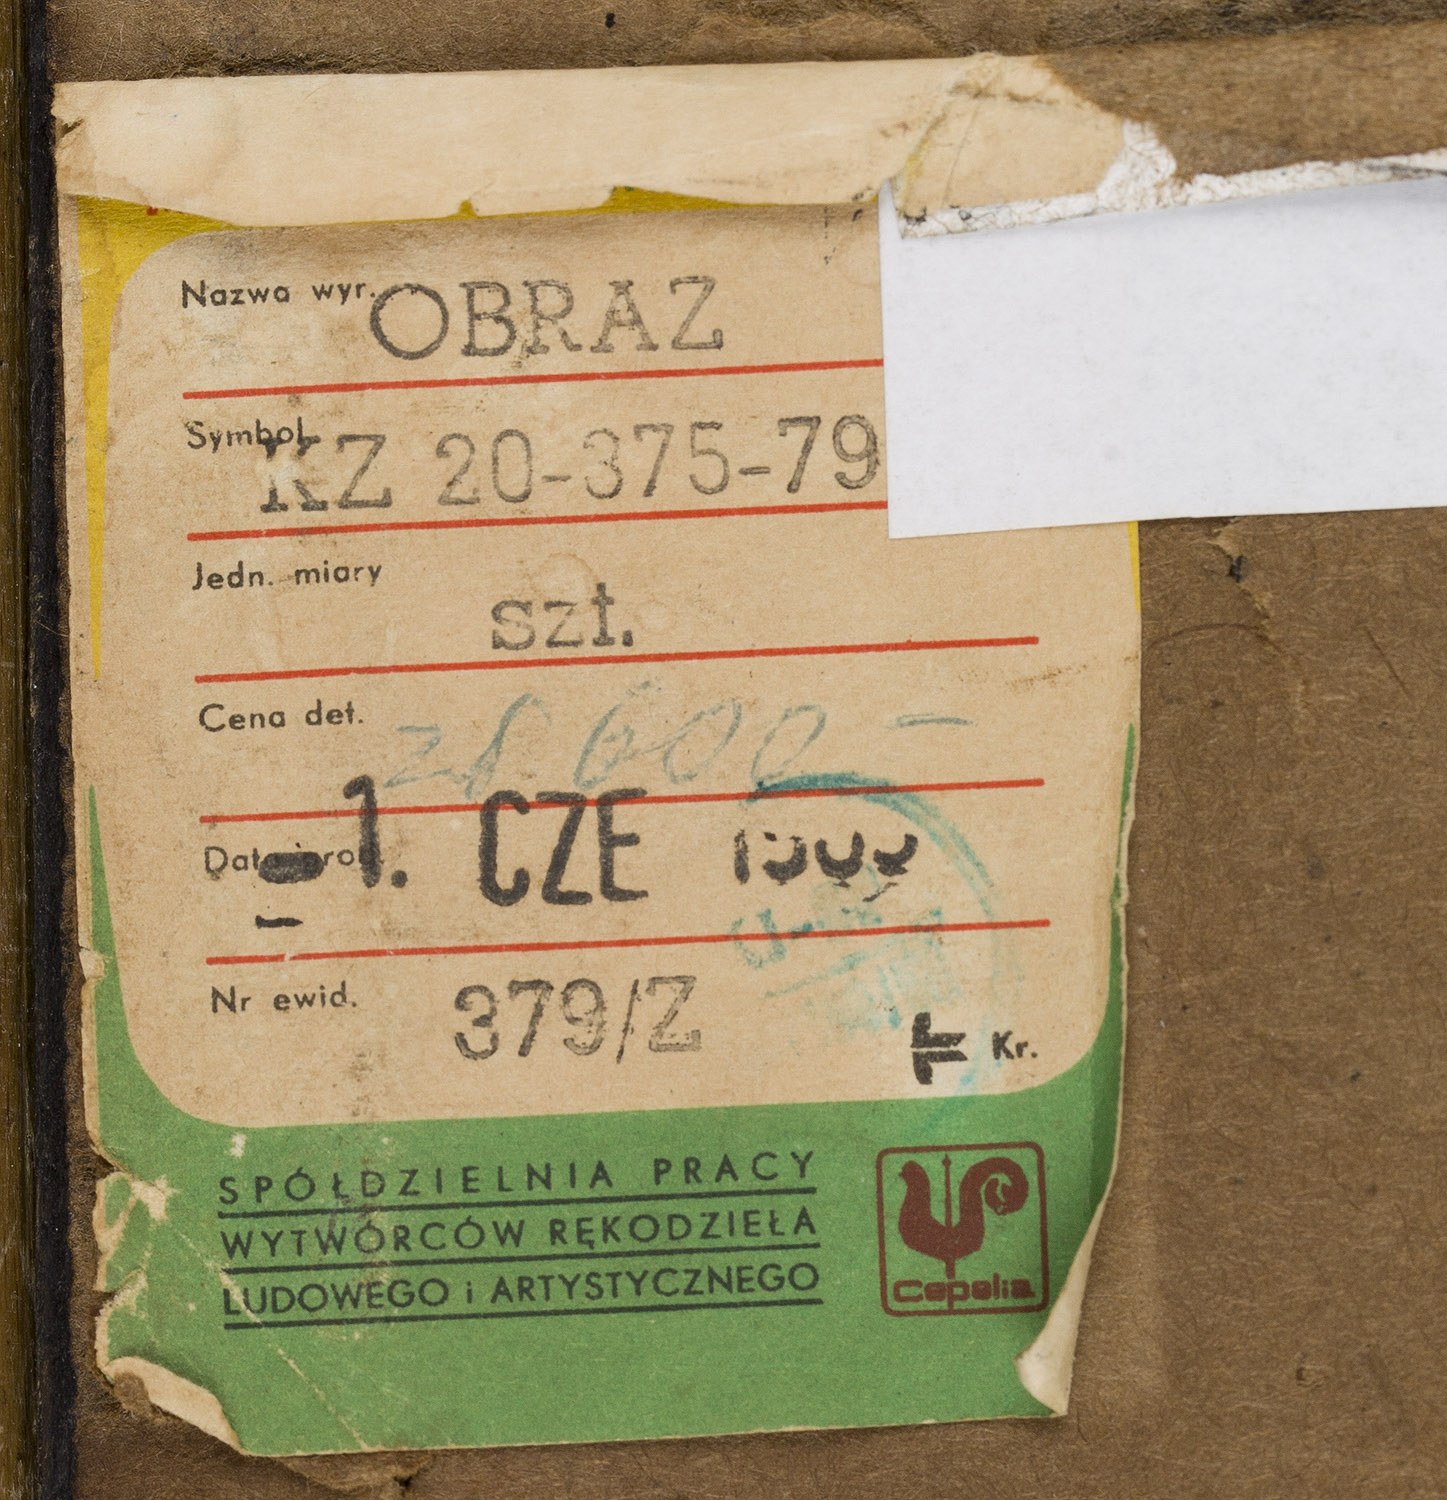 Nazwa wyr. OBRAZ
Symbol KZ 20-375-79
Jedn. miary szt.
Cena det. 600 -
1. CZE
Nr ewid. 379/Z
Kr.
SPÓŁDZIELNIA PRACY
WYTWÓRCÓW RĘKODZIEŁA
LUDOWEGO i ARTYSTYCZNEGO
Cepelia